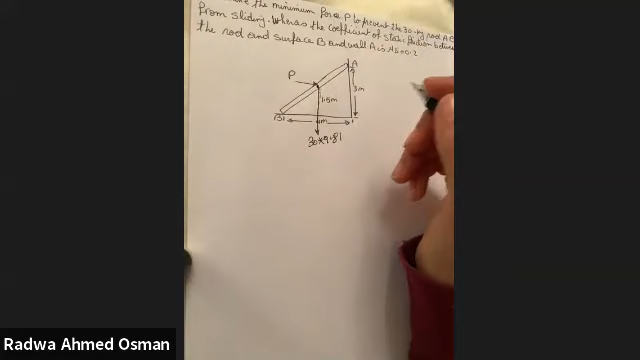 the minimum force P to prevent the 30-kg rod AB
from sliding. Whereas the Coefficient of static friction between
the rod and surface B and wall A is Ms=0.2
A
P
3m
1.5m
B
4m
30*9.81
Radwa Ahmed Osman